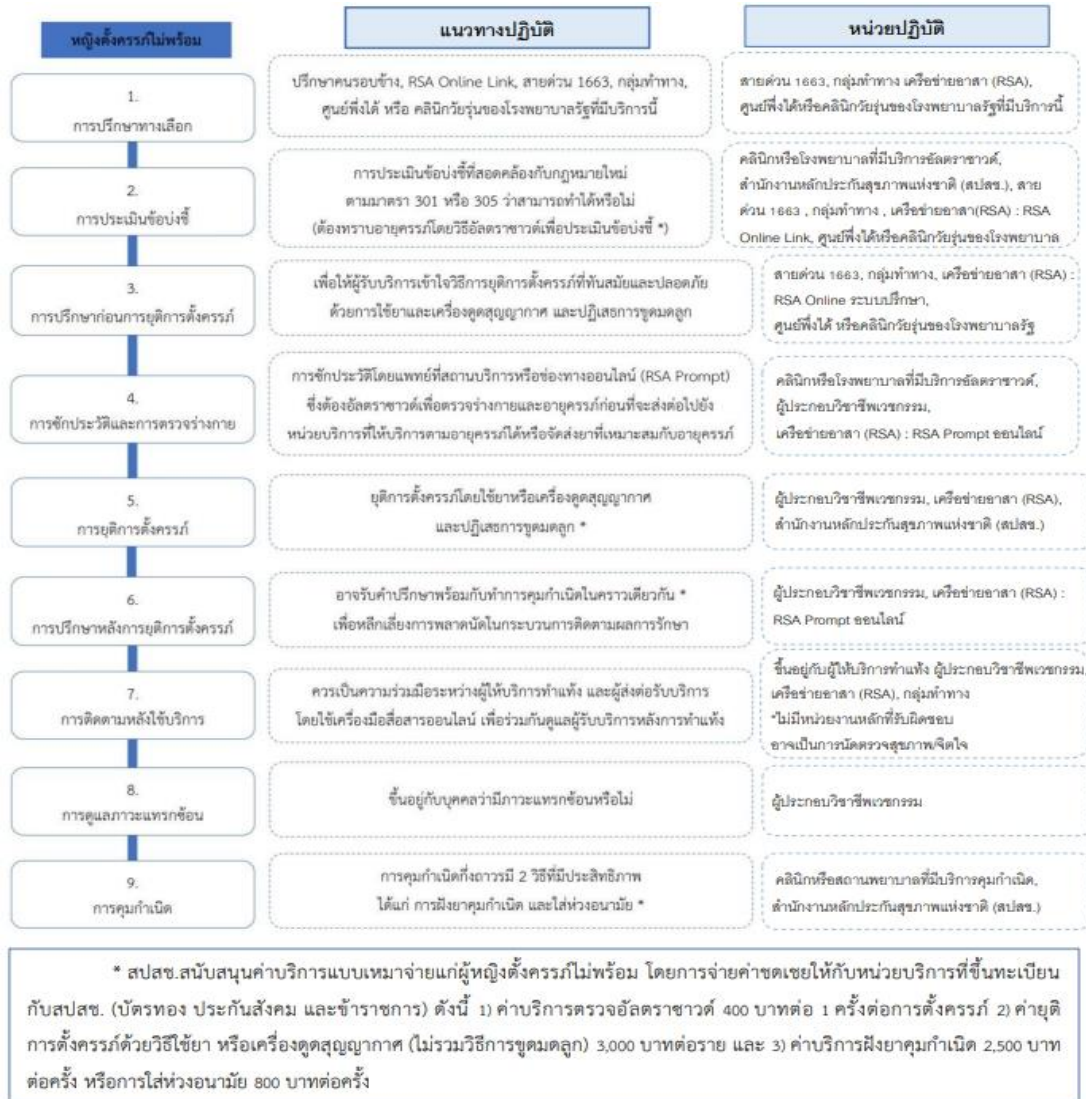 หญิงตั้งครรภ์ไม่พร้อม
แนวทางปฏิบัติ
หน่วยปฏิบัติ
1.
การปรึกษาทางเลือก
ปรึกษาคนรอบข้าง, RSA Online Link, สายด่วน 1663, กลุ่มทำทาง,
ศูนย์พึ่งได้ หรือ คลินิกวัยรุ่นของโรงพยาบาลรัฐที่มีบริการนี้
สายด่วน 1663, กลุ่มทำทาง เครือข่ายอาสา (RSA),
ศูนย์พึ่งได้หรือคลินิกวัยรุ่นของโรงพยาบาลรัฐที่มีบริการนี้
2.
การประเมินข้อบ่งชี้
การประเมินข้อบ่งชี้ที่สอดคล้องกับกฎหมายใหม่
ตามมาตรา 301 หรือ 305 ว่าสามารถทำได้หรือไม่
(ต้องทราบอายุครรภ์โดยวิธีอัลตราซาวด์เพื่อประเมินข้อบ่งชี้ *)
คลินิกหรือโรงพยาบาลที่มีบริการอัลตราซาวด์,
สำนักงานหลักประกันสุขภาพแห่งชาติ (สปสช.), สาย
ด่วน 1663 , กลุ่มทำทาง , เครือข่ายอาสา(RSA) : RSA
Online Link, ศูนย์พึ่งได้หรือคลินิกวัยรุ่นของโรงพยาบาล
3.
การปรึกษาก่อนการยุติการตั้งครรภ์
เพื่อให้ผู้รับบริการเข้าใจวิธีการยุติการตั้งครรภ์ที่ทันสมัยและปลอดภัย
ด้วยการใช้ยาและเครื่องดูดสุญญากาศ และปฏิเสธการขูดมดลูก
สายด่วน 1663, กลุ่มทำทาง, เครือข่ายอาสา (RSA) :
RSA Online ระบบปรึกษา,
ศูนย์พึ่งได้ หรือคลินิกวัยรุ่นของโรงพยาบาลรัฐ
4.
การซักประวัติและการตรวจร่างกาย
การซักประวัติโดยแพทย์ที่สถานบริการหรือช่องทางออนไลน์ (RSA Prompt)
ซึ่งต้องอัลตราซาวด์เพื่อตรวจร่างกายและอายุครรภ์ก่อนที่จะส่งต่อไปยัง
หน่วยบริการที่ให้บริการตามอายุครรภ์ได้หรือจัดส่งยาที่เหมาะสมกับอายุครรภ์
คลินิกหรือโรงพยาบาลที่มีบริการอัลตราซาวด์,
ผู้ประกอบวิชาชีพเวชกรรม,
เครือข่ายอาสา (RSA) : RSA Prompt ออนไลน์
5.
การยุติการตั้งครรภ์
ยุติการตั้งครรภ์โดยใช้ยาหรือเครื่องดูดสุญญากาศ
และปฏิเสธการขูดมดลูก *
ผู้ประกอบวิชาชีพเวชกรรม, เครือข่ายอาสา (RSA),
สำนักงานหลักประกันสุขภาพแห่งชาติ (สปสช.)
6.
การปรึกษาหลังการยุติการตั้งครรภ์
อาจรับคำปรึกษาพร้อมกับทำการคุมกำเนิดในคราวเดียวกัน *
เพื่อหลีกเลี่ยงการพลาดนัดในกระบวนการติดตามผลการรักษา
ผู้ประกอบวิชาชีพเวชกรรม, เครือข่ายอาสา (RSA) :
RSA Prompt ออนไลน์
7.
การติดตามหลังใช้บริการ
ควรเป็นความร่วมมือระหว่างผู้ให้บริการทำแท้ง และผู้ส่งต่อรับบริการ
โดยใช้เครื่องมือสื่อสารออนไลน์ เพื่อร่วมกันดูแลผู้รับบริการหลังการทำแท้ง
ขึ้นอยู่กับผู้ให้บริการทำแท้ง ผู้ประกอบวิชาชีพเวชกรรม,
เครือข่ายอาสา (RSA), กลุ่มทำทาง
*ไม่มีหน่วยงานหลักที่รับผิดชอบ
อาจเป็นการนัดตรวจสุขภาพ/จิตใจ
8.
การดูแลภาวะแทรกซ้อน
ขึ้นอยู่กับบุคคลว่ามีภาวะแทรกซ้อนหรือไม่
ผู้ประกอบวิชาชีพเวชกรรม
9.
การคุมกำเนิด
การคุมกำเนิดกึ่งถาวรมี 2 วิธีที่มีประสิทธิภาพ
ได้แก่ การฝังยาคุมกำเนิด และใส่ห่วงอนามัย *
คลินิกหรือสถานพยาบาลที่มีบริการคุมกำเนิด,
สำนักงานหลักประกันสุขภาพแห่งชาติ (สปสช.)
* สปสช.สนับสนุนค่าบริการแบบเหมาจ่ายแก่ผู้หญิงตั้งครรภ์ไม่พร้อม โดยการจ่ายค่าชดเชยให้กับหน่วยบริการที่ขึ้นทะเบียน
กับสปสช. (บัตรทอง ประกันสังคม และข้าราชการ) ดังนี้ 1) ค่าบริการตรวจอัลตราซาวด์ 400 บาทต่อ 1 ครั้งต่อการตั้งครรภ์ 2) ค่ายุติ
การตั้งครรภ์ด้วยวิธีใช้ยา หรือเครื่องดูดสุญญากาศ (ไม่รวมวิธีการขูดมดลูก) 3,000 บาทต่อราย และ 3) ค่าบริการฝังยาคุมกำเนิด 2,500 บาท
ต่อครั้ง หรือการใส่ห่วงอนามัย 800 บาทต่อครั้ง